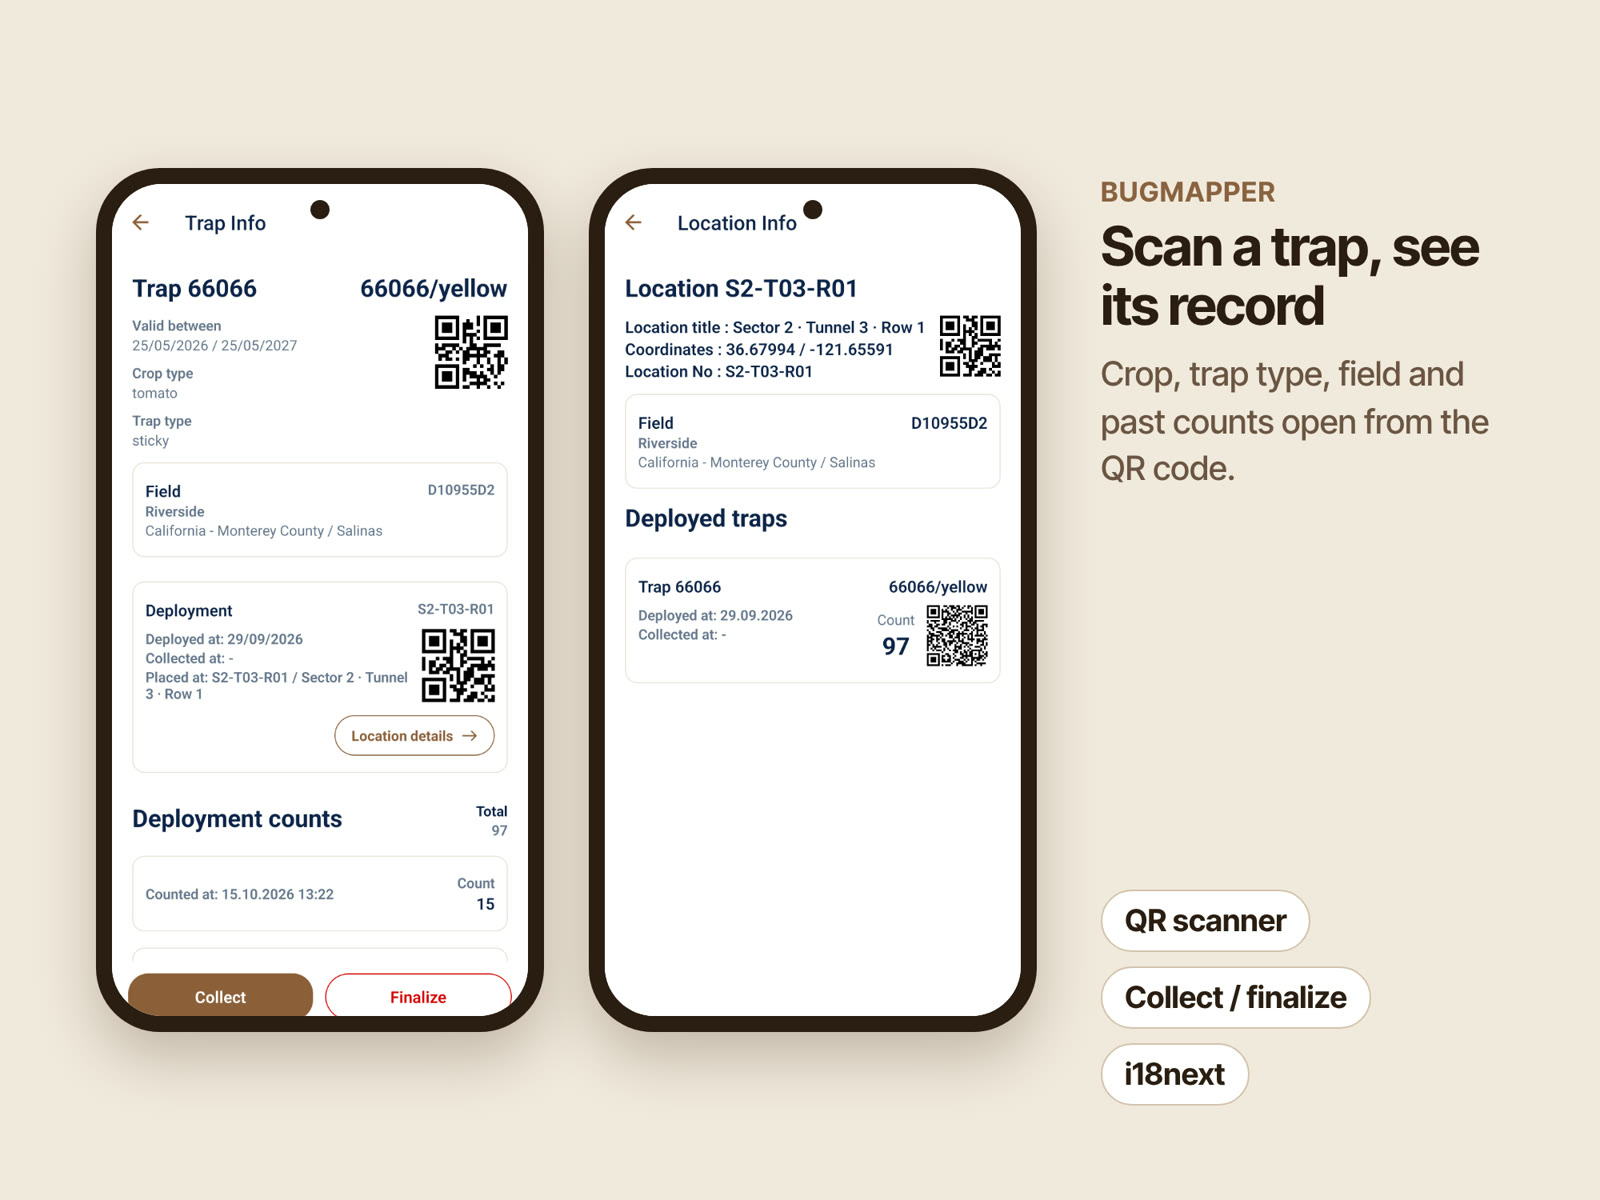 Trap Info
Trap 66066
66066/yellow
Valid between
25/05/2026 / 25/05/2027
Crop type
tomato
Trap type
sticky
Field
D10955D2
Riverside
California - Monterey County / Salinas
Deployment
S2-T03-R01
Deployed at: 29/09/2026
Collected at: -
Placed at: S2-T03-R01 / Sector 2 · Tunnel
3 · Row 1
Location details
Deployment counts
Total
97
Counted at: 15.10.2026 13:22
Count
15
Collect
Finalize
Location Info
Location S2-T03-R01
Location title : Sector 2 · Tunnel 3 · Row 1
Coordinates : 36.67994 / -121.65591
Location No : S2-T03-R01
Field
D10955D2
Riverside
California - Monterey County / Salinas
Deployed traps
Trap 66066
66066/yellow
Deployed at: 29.09.2026
Collected at: -
Count
97
BUGMAPPER
Scan a trap, see
its record
Crop, trap type, field and
past counts open from the
QR code.
QR scanner
Collect / finalize
i18next